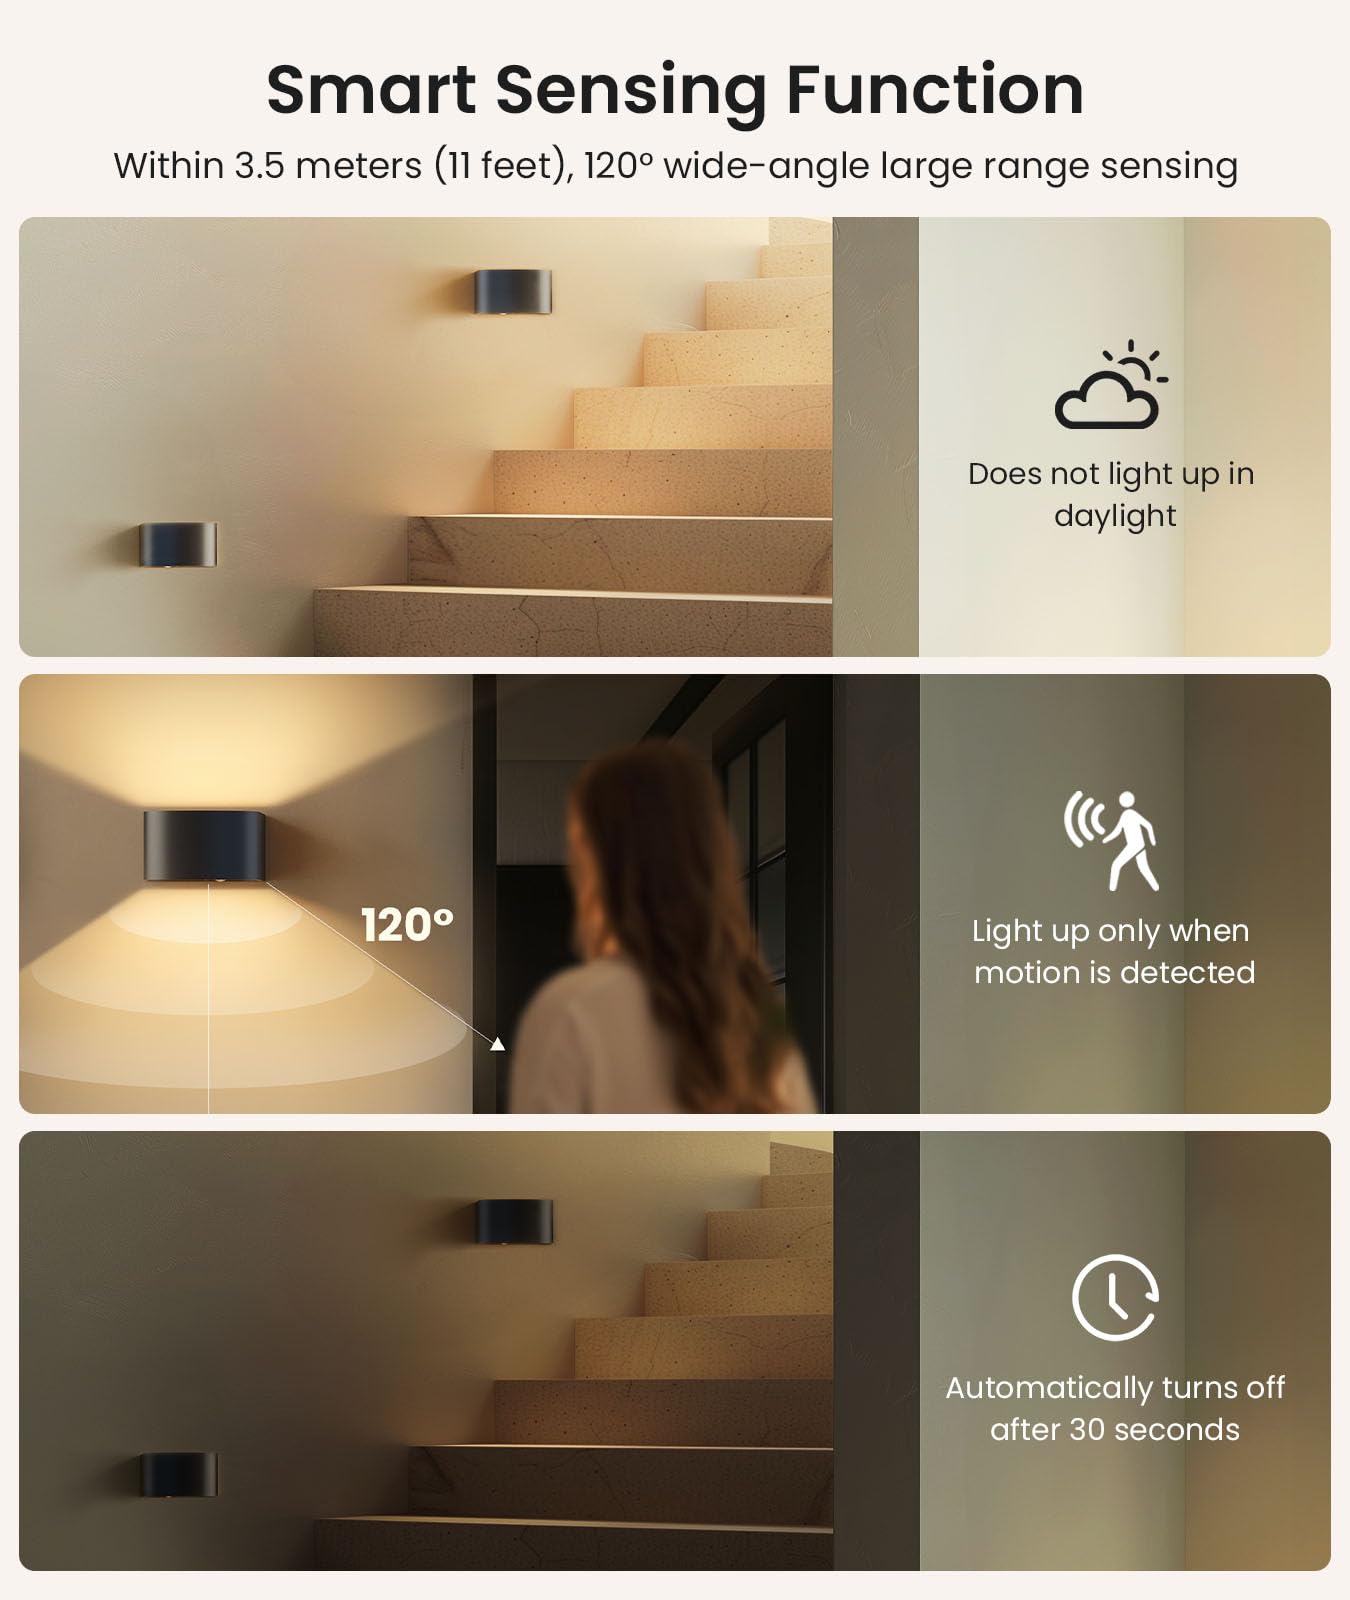 Smart Sensing Function
Within 3.5 meters (11 feet), 120° wide-angle large range sensing
Does not light up in
daylight
120°
Light up only when
motion is detected
Automatically turns off
after 30 seconds